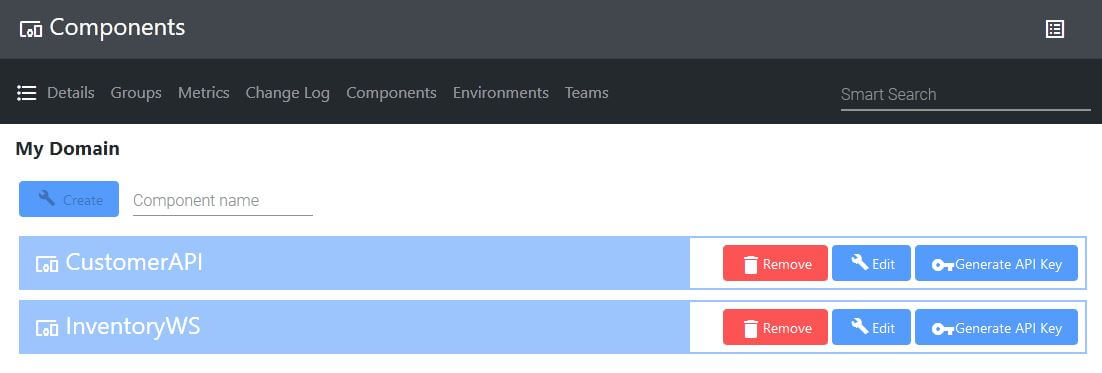 Components
Details Groups Metrics Change Log Components Environments Teams Smart Search
My Domain
Create Component name
CustomerAPI Remove Edit Generate API Key
InventoryWS Remove Edit Generate API Key